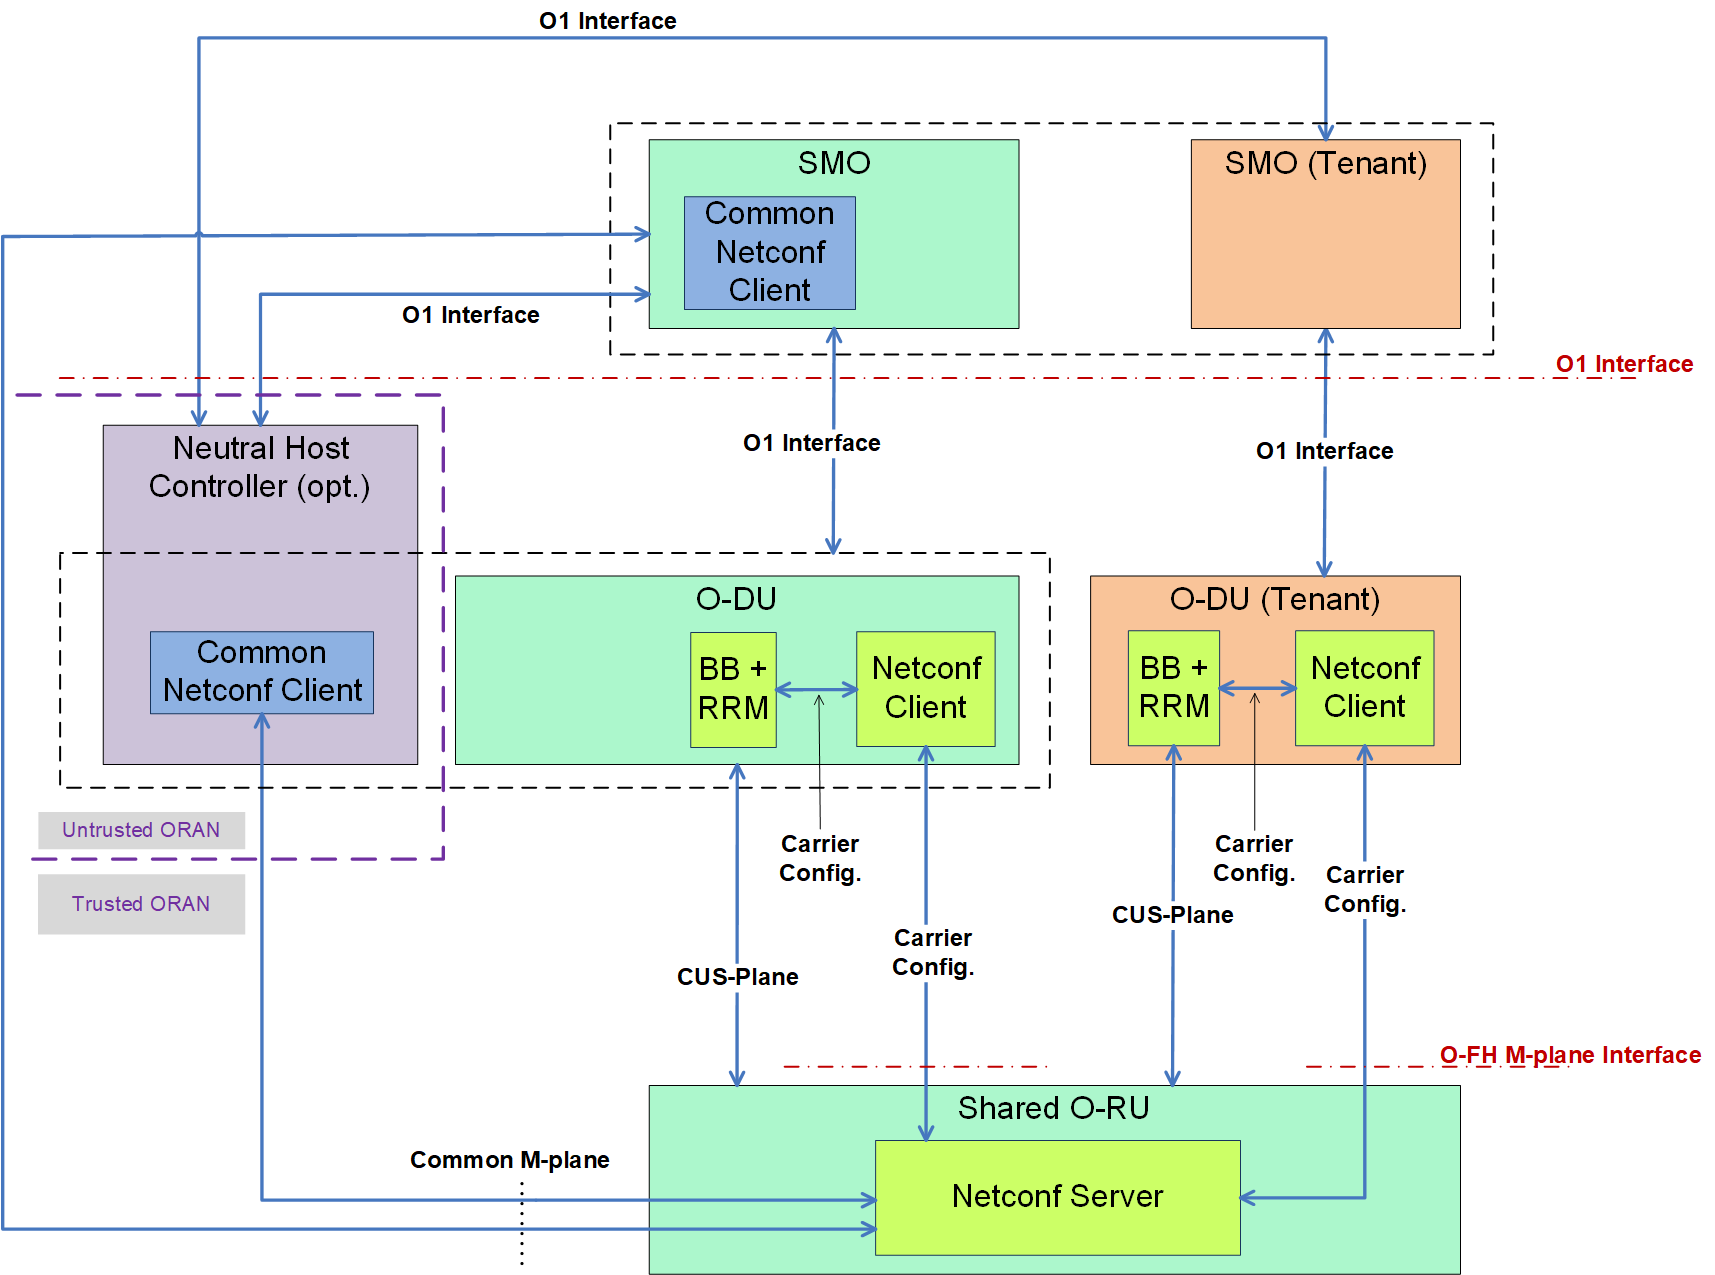 O1 Interface
SMO
SMO (Tenant)
Common
Netconf
Client
O1 Interface
O1 Interface
Neutral Host
Controller (opt.)
O1 Interface
O1 Interface
O-DU
O-DU (Tenant)
Common
Netconf Client
BB +
RRM
Netconf
Client
BB +
RRM
Netconf
Client
Untrusted ORAN
Trusted ORAN
Carrier
Config.
Carrier
Config.
Carrier
Config.
CUS-Plane
Carrier
Config.
CUS-Plane
O-FH M-plane Interface
Shared O-RU
Common M-plane
Netconf Server